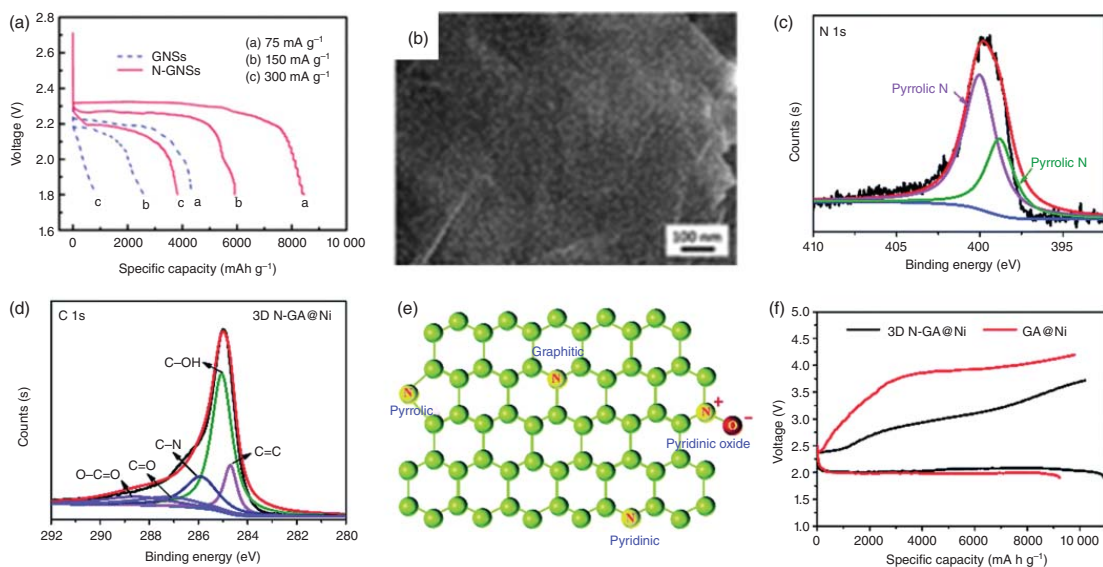 (a)
2.8
2.6
2.4
2.2
2.0
1.8
1.6
Voltage (V)
GNSs
N-GNSs
(a) 75 mA g⁻¹
(b) 150 mA g⁻¹
(c) 300 mA g⁻¹
c b c a b a
0 2000 4000 6000 8000 10 000
Specific capacity (mAh g⁻¹)
(b)
100 nm
(c)
N 1s
Pyrrolic N
Pyrrolic N
Counts (s)
410 405 400 395
Binding energy (eV)
(d)
C 1s
3D N-GA@Ni
C–OH
C–N
C=O
O–C=O
C=C
Counts (s)
292 290 288 286 284 282 280
Binding energy (eV)
(e)
Graphitic
N
N
Pyrrolic
N
+
O
−
Pyridinic oxide
N
Pyridinic
(f)
5.0
4.5
4.0
3.5
3.0
2.5
2.0
1.5
1.0
Voltage (V)
3D N-GA@Ni
GA@Ni
0 2000 4000 6000 8000 10 000
Specific capacity (mA h g⁻¹)